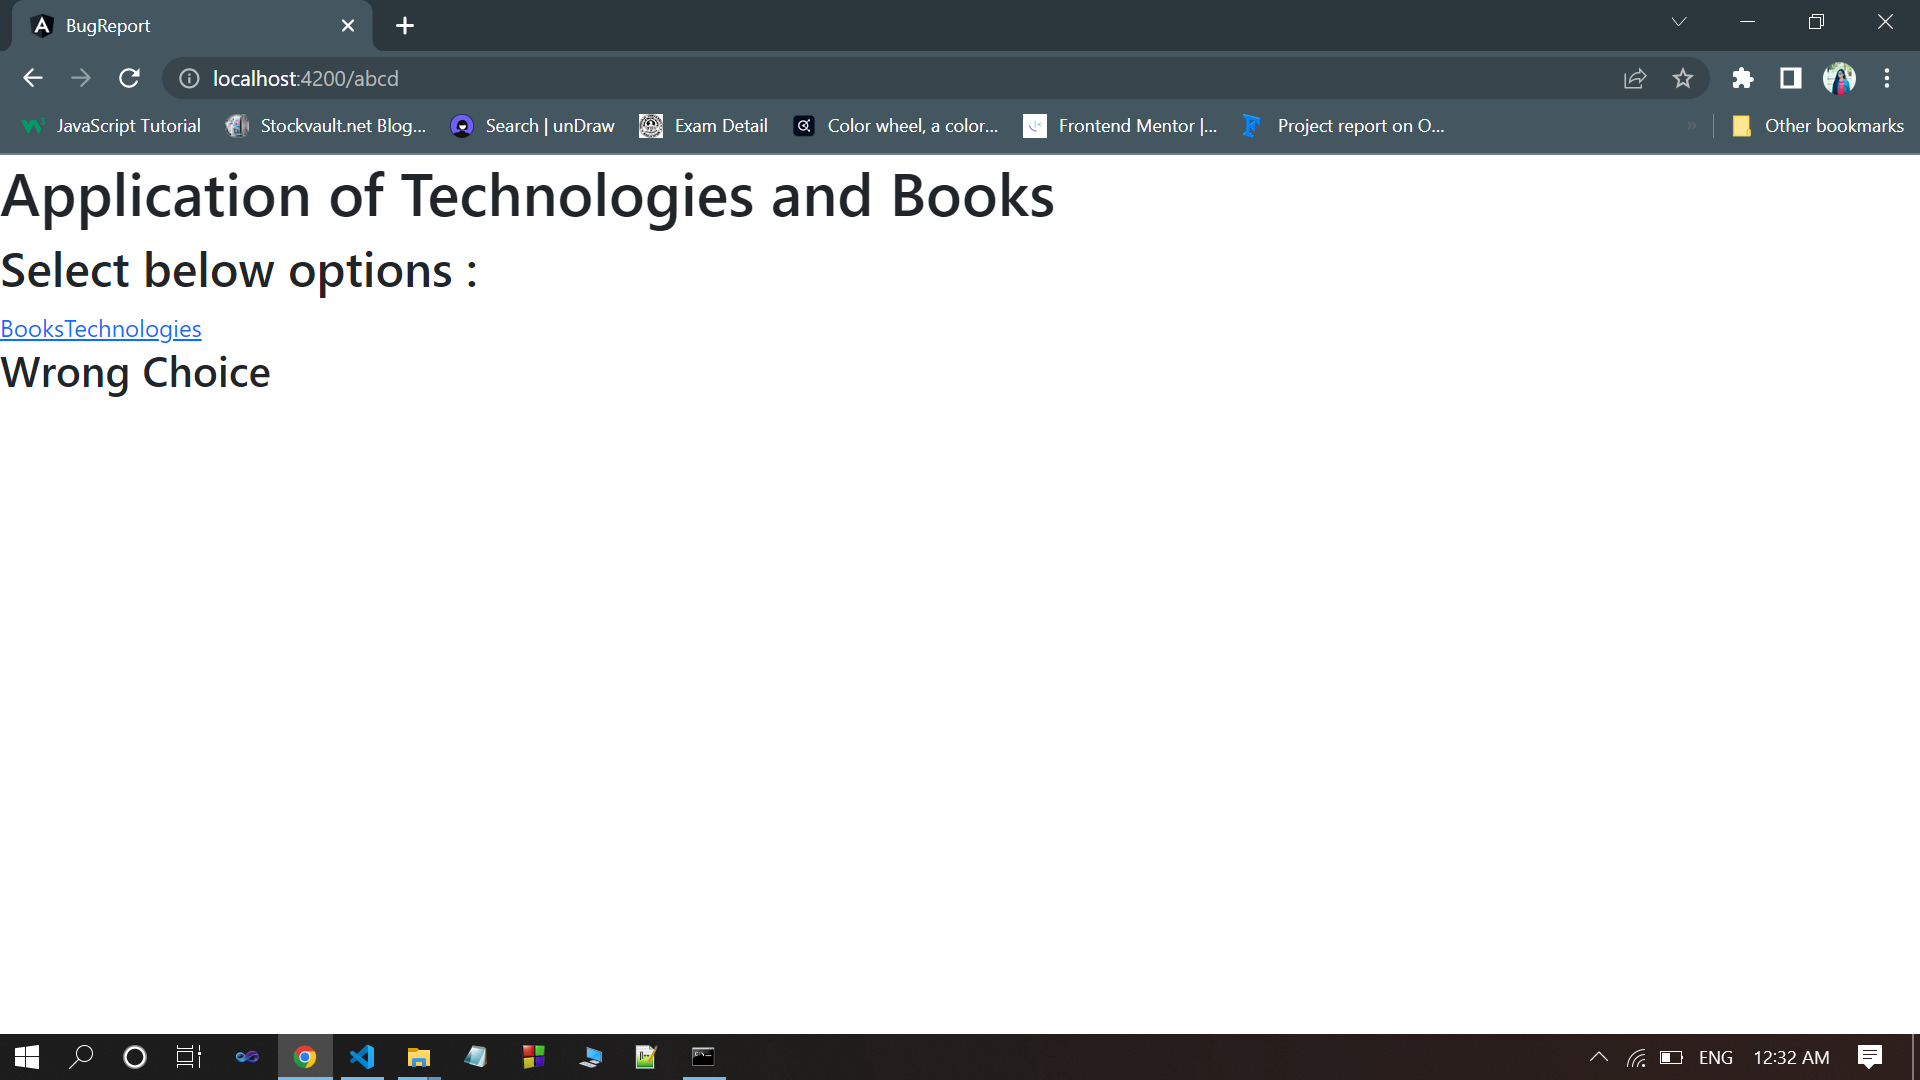 BugReport
localhost:4200/abcd
JavaScript Tutorial Stockvault.net Blog... Search | unDraw Exam Detail Color wheel, a color... Frontend Mentor |... Project report on O... » Other bookmarks
Application of Technologies and Books
Select below options :
BooksTechnologies
Wrong Choice
ENG 12:32 AM